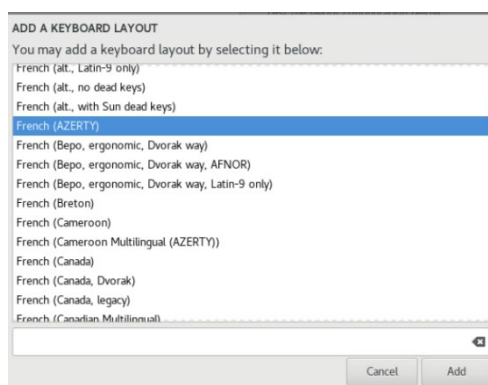 ADD A KEYBOARD LAYOUT
You may add a keyboard layout by selecting it below:
French (alt., Latin-9 only)
French (alt., no dead keys)
French (alt., with Sun dead keys)
French (AZERTY)
French (Bepo, ergonomic, Dvorak way)
French (Bepo, ergonomic, Dvorak way, AFNOR)
French (Bepo, ergonomic, Dvorak way, Latin-9 only)
French (Breton)
French (Cameroon)
French (Cameroon Multilingual (AZERTY))
French (Canada)
French (Canada, Dvorak)
French (Canada, legacy)
French (Canadian Multilingual)
Cancel Add